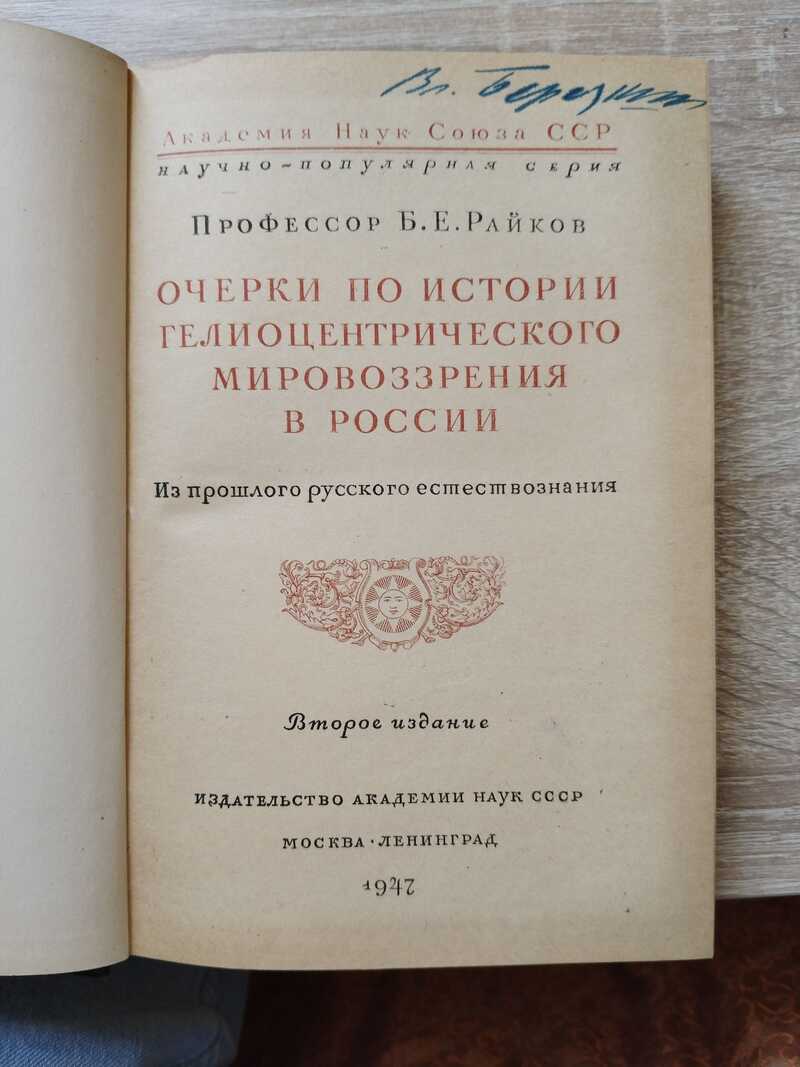 Вл. Березкин
Академия Наук Союза ССР
научно-популярная серия
Профессор Б. Е. Райков
ОЧЕРКИ ПО ИСТОРИИ
ГЕЛИОЦЕНТРИЧЕСКОГО
МИРОВОЗЗРЕНИЯ
В РОССИИ
Из прошлого русского естествознания
Второе издание
ИЗДАТЕЛЬСТВО АКАДЕМИИ НАУК СССР
МОСКВА · ЛЕНИНГРАД
1947